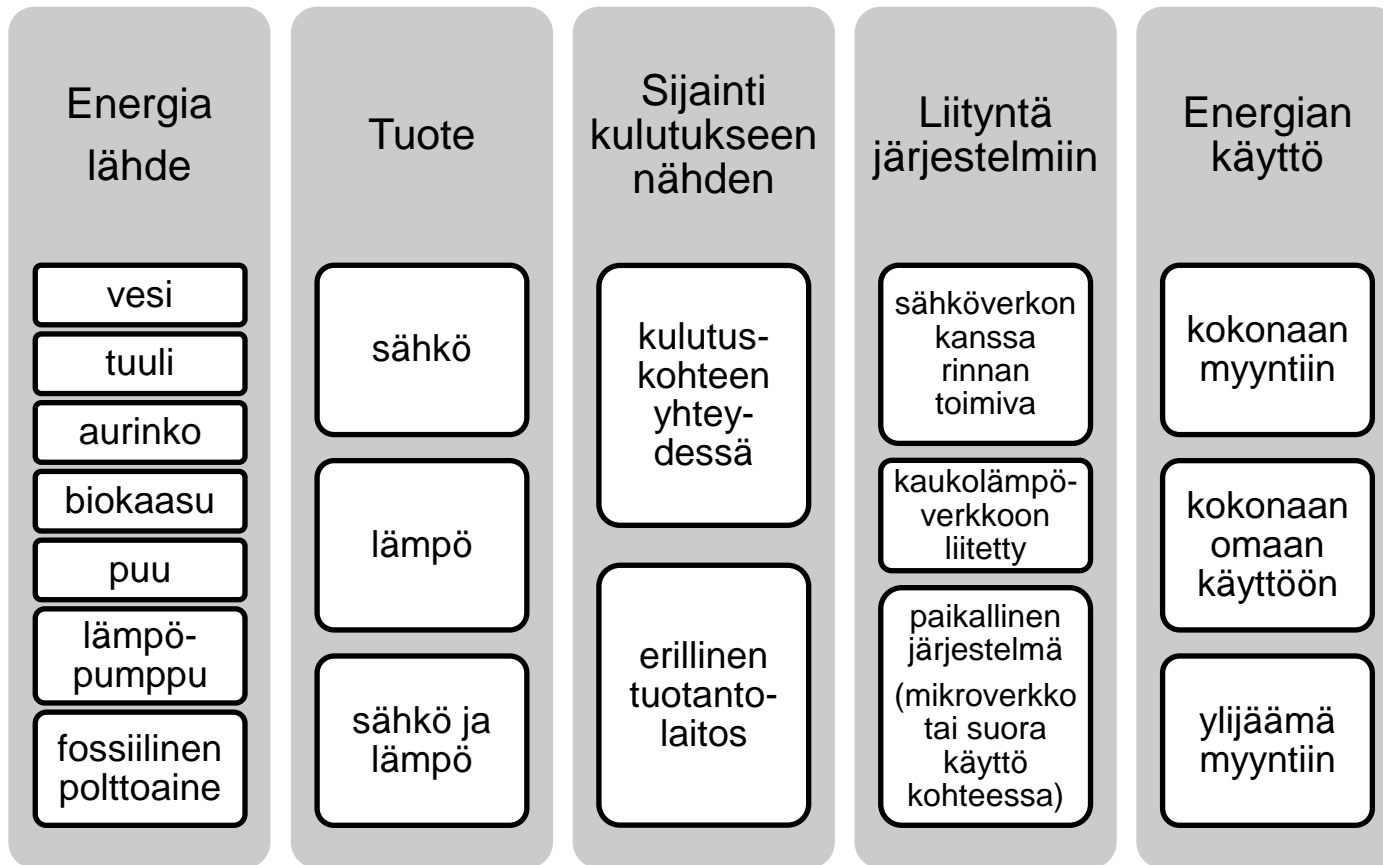 Energia
lähde
vesi
tuuli
aurinko
biokaasu
puu
lämpö-
pumppu
fossiilinen
polttoaine
Tuote
sähkö
lämpö
sähkö ja
lämpö
Sijainti
kulutukseen
nähden
kulutus-
kohteen
yhtey-
dessä
erillinen
tuotanto-
laitos
Liityntä
järjestelmiin
sähköverkon
kanssa
rinnan
toimiva
kaukolämpö-
verkkoon
liitetty
paikallinen
järjestelmä
(mikroverkko
tai suora
käyttö
kohteessa)
Energian
käyttö
kokonaan
myyntiin
kokonaan
omaan
käyttöön
ylijäämä
myyntiin